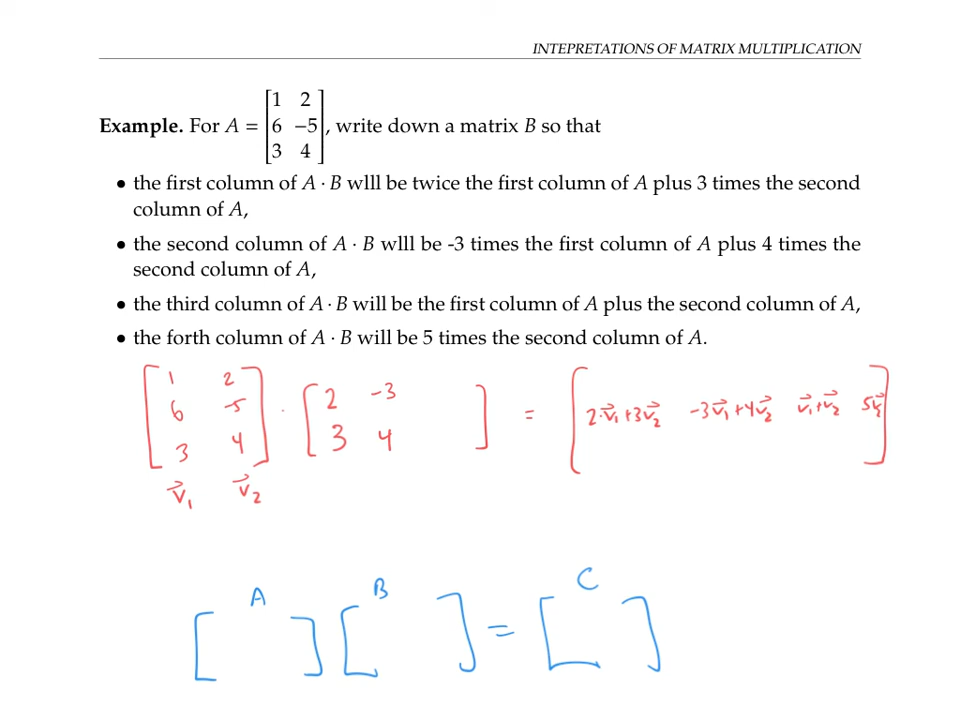 INTEPRETATIONS OF MATRIX MULTIPLICATION
1 2
Example. For A = 6 −5 , write down a matrix B so that
3 4
• the first column of A · B wlll be twice the first column of A plus 3 times the second
column of A,
• the second column of A · B wlll be -3 times the first column of A plus 4 times the
second column of A,
• the third column of A · B will be the first column of A plus the second column of A,
• the forth column of A · B will be 5 times the second column of A.
[1 2
6 -5
3 4] · [2 -3
3 4] = [2·v⃗₁+3v⃗₂ -3v⃗₁+4v⃗₂ v⃗₁+v⃗₂ 5v⃗₂]
v⃗₁ v⃗₂
A B C
[ ] [ ] = [ ]